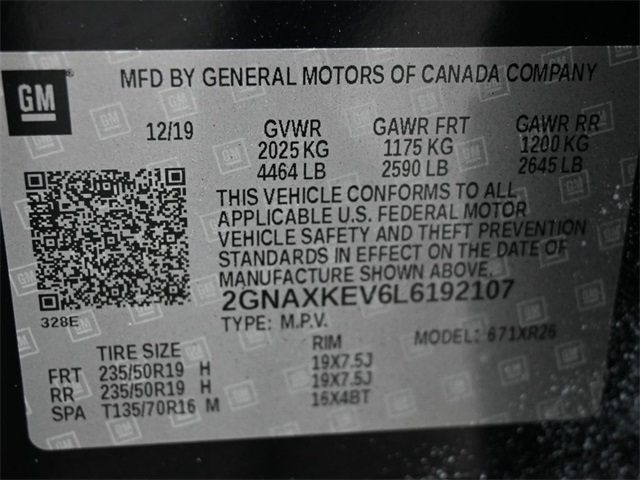 GM
MFD BY GENERAL MOTORS OF CANADA COMPANY
12/19 GVWR GAWR FRT GAWR RR
2025 KG 1175 KG 1200 KG
4464 LB 2590 LB 2645 LB
THIS VEHICLE CONFORMS TO ALL
APPLICABLE U.S. FEDERAL MOTOR
VEHICLE SAFETY AND THEFT PREVENTION
STANDARDS IN EFFECT ON THE DATE OF
MANUFACTURE SHOWN ABOVE.
2GNAXKEV6L6192107
328E
TYPE: M.P.V. MODEL: 671XR26
TIRE SIZE RIM
FRT 235/50R19 H 19X7.5J
RR 235/50R19 H 19X7.5J
SPA T135/70R16 M 16X4BT